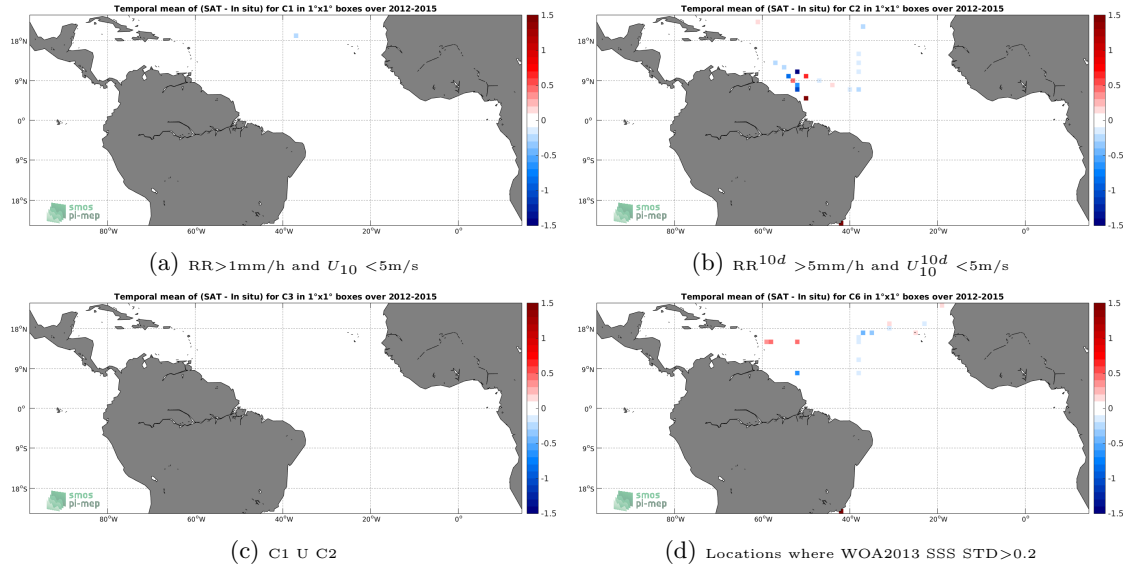 Temporal mean of (SAT - In situ) for C1 in 1°x1° boxes over 2012-2015
18°N
9°N
0°
9°S
18°S
80°W 60°W 40°W 20°W 0°
1.5
1
0.5
0
-0.5
-1
-1.5
smos
pi-mep
(a) RR>1mm/h and U10 <5m/s
Temporal mean of (SAT - In situ) for C2 in 1°x1° boxes over 2012-2015
18°N
9°N
0°
9°S
18°S
80°W 60°W 40°W 20°W 0°
1.5
1
0.5
0
-0.5
-1
-1.5
smos
pi-mep
(b) RR10d >5mm/h and U10 10d <5m/s
Temporal mean of (SAT - In situ) for C3 in 1°x1° boxes over 2012-2015
18°N
9°N
0°
9°S
18°S
80°W 60°W 40°W 20°W 0°
1.5
1
0.5
0
-0.5
-1
-1.5
smos
pi-mep
(c) C1 U C2
Temporal mean of (SAT - In situ) for C6 in 1°x1° boxes over 2012-2015
18°N
9°N
0°
9°S
18°S
80°W 60°W 40°W 20°W 0°
1.5
1
0.5
0
-0.5
-1
-1.5
smos
pi-mep
(d) Locations where WOA2013 SSS STD>0.2